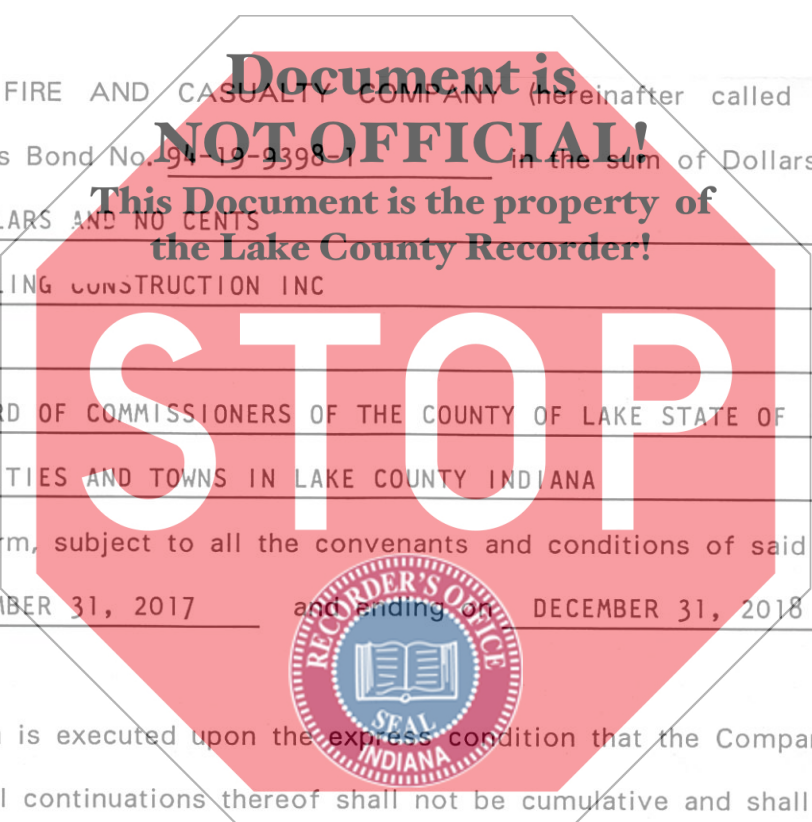 Document is
FIRE AND CASUALTY COMPANY (hereinafter called
NOT OFFICIAL!
s Bond No. 94-19-9398-1 in the sum of Dollars
This Document is the property of
LARS AND NO CENTS
the Lake County Recorder!
LING CONSTRUCTION INC
STOP
RD OF COMMISSIONERS OF THE COUNTY OF LAKE STATE OF
TIES AND TOWNS IN LAKE COUNTY INDIANA
rm, subject to all the convenants and conditions of said
MBER 31, 2017 and ending on DECEMBER 31, 2018
RECORDER'S OFFICE
SEAL
INDIANA
is executed upon the express condition that the Compa
l continuations thereof shall not be cumulative and shall